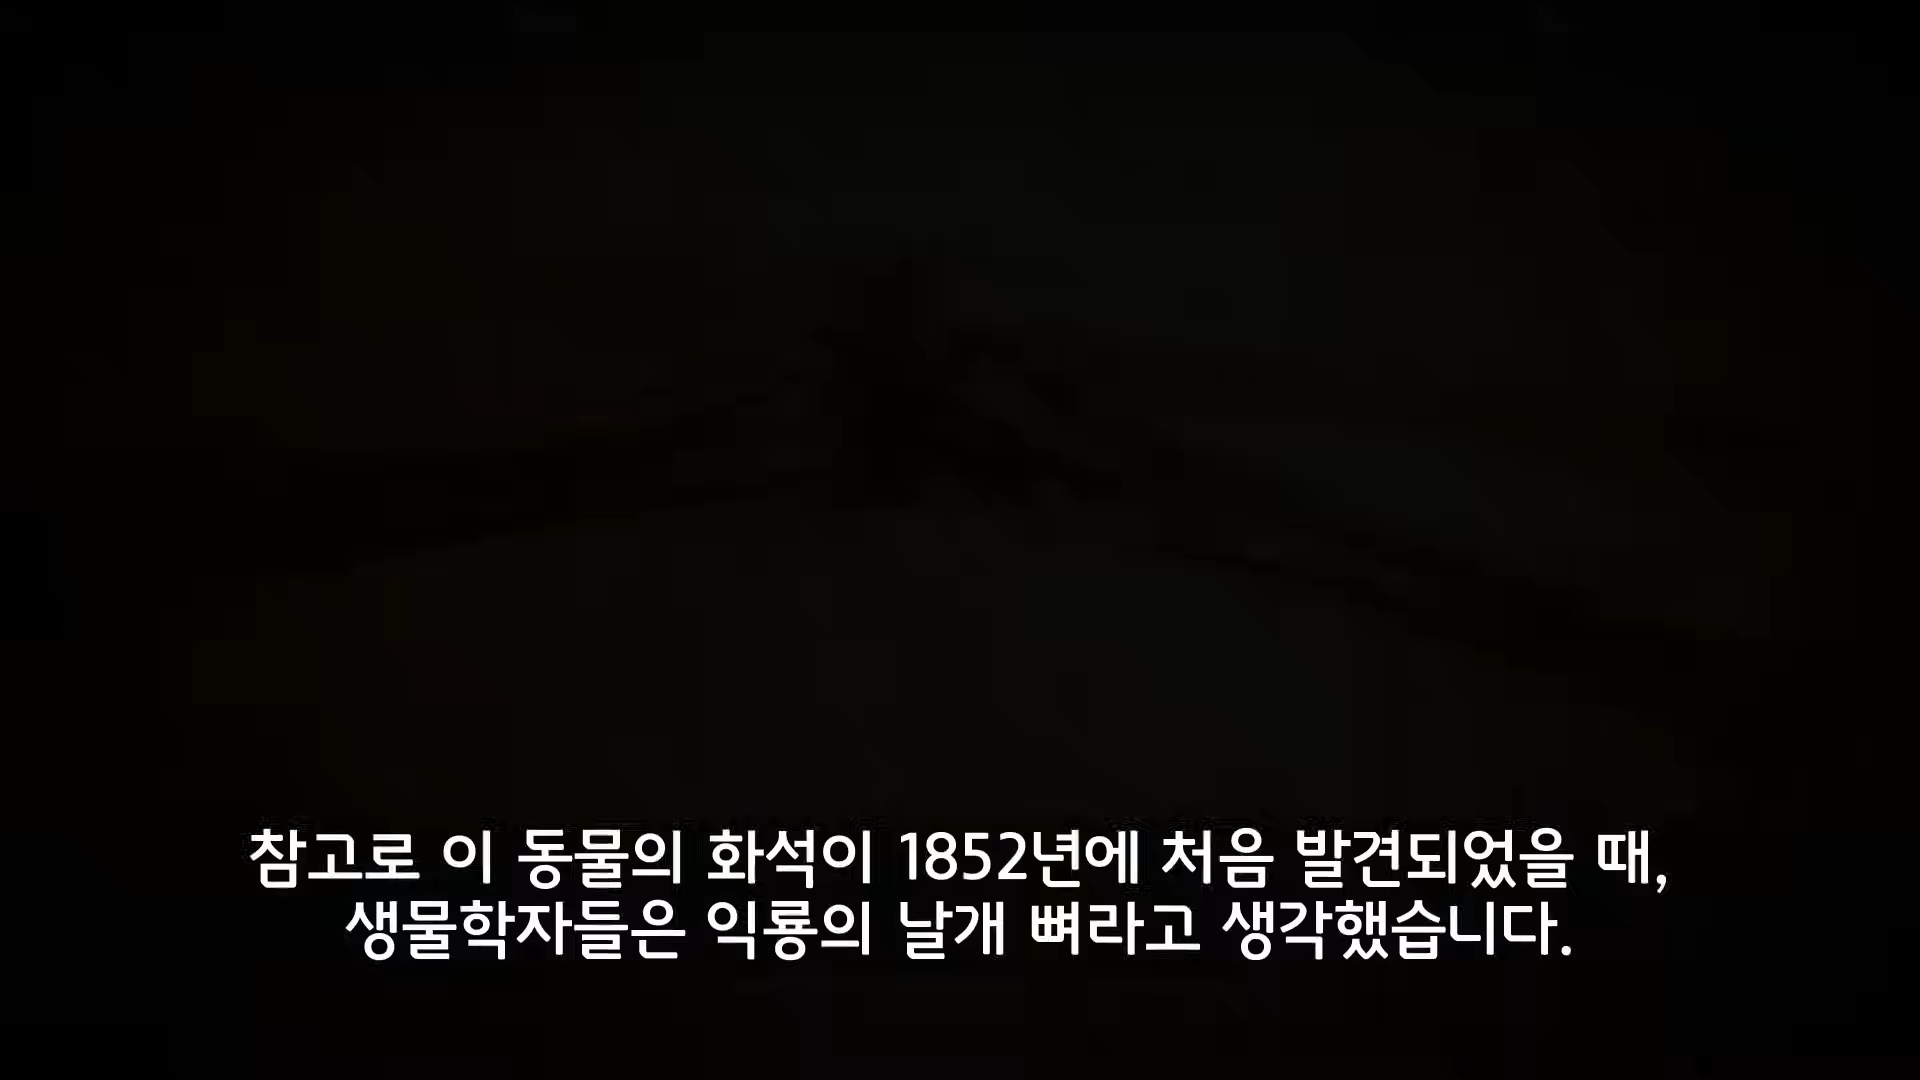 참고로 이 동물의 화석이 1852년에 처음 발견되었을 때,
생물학자들은 익룡의 날개 뼈라고 생각했습니다.